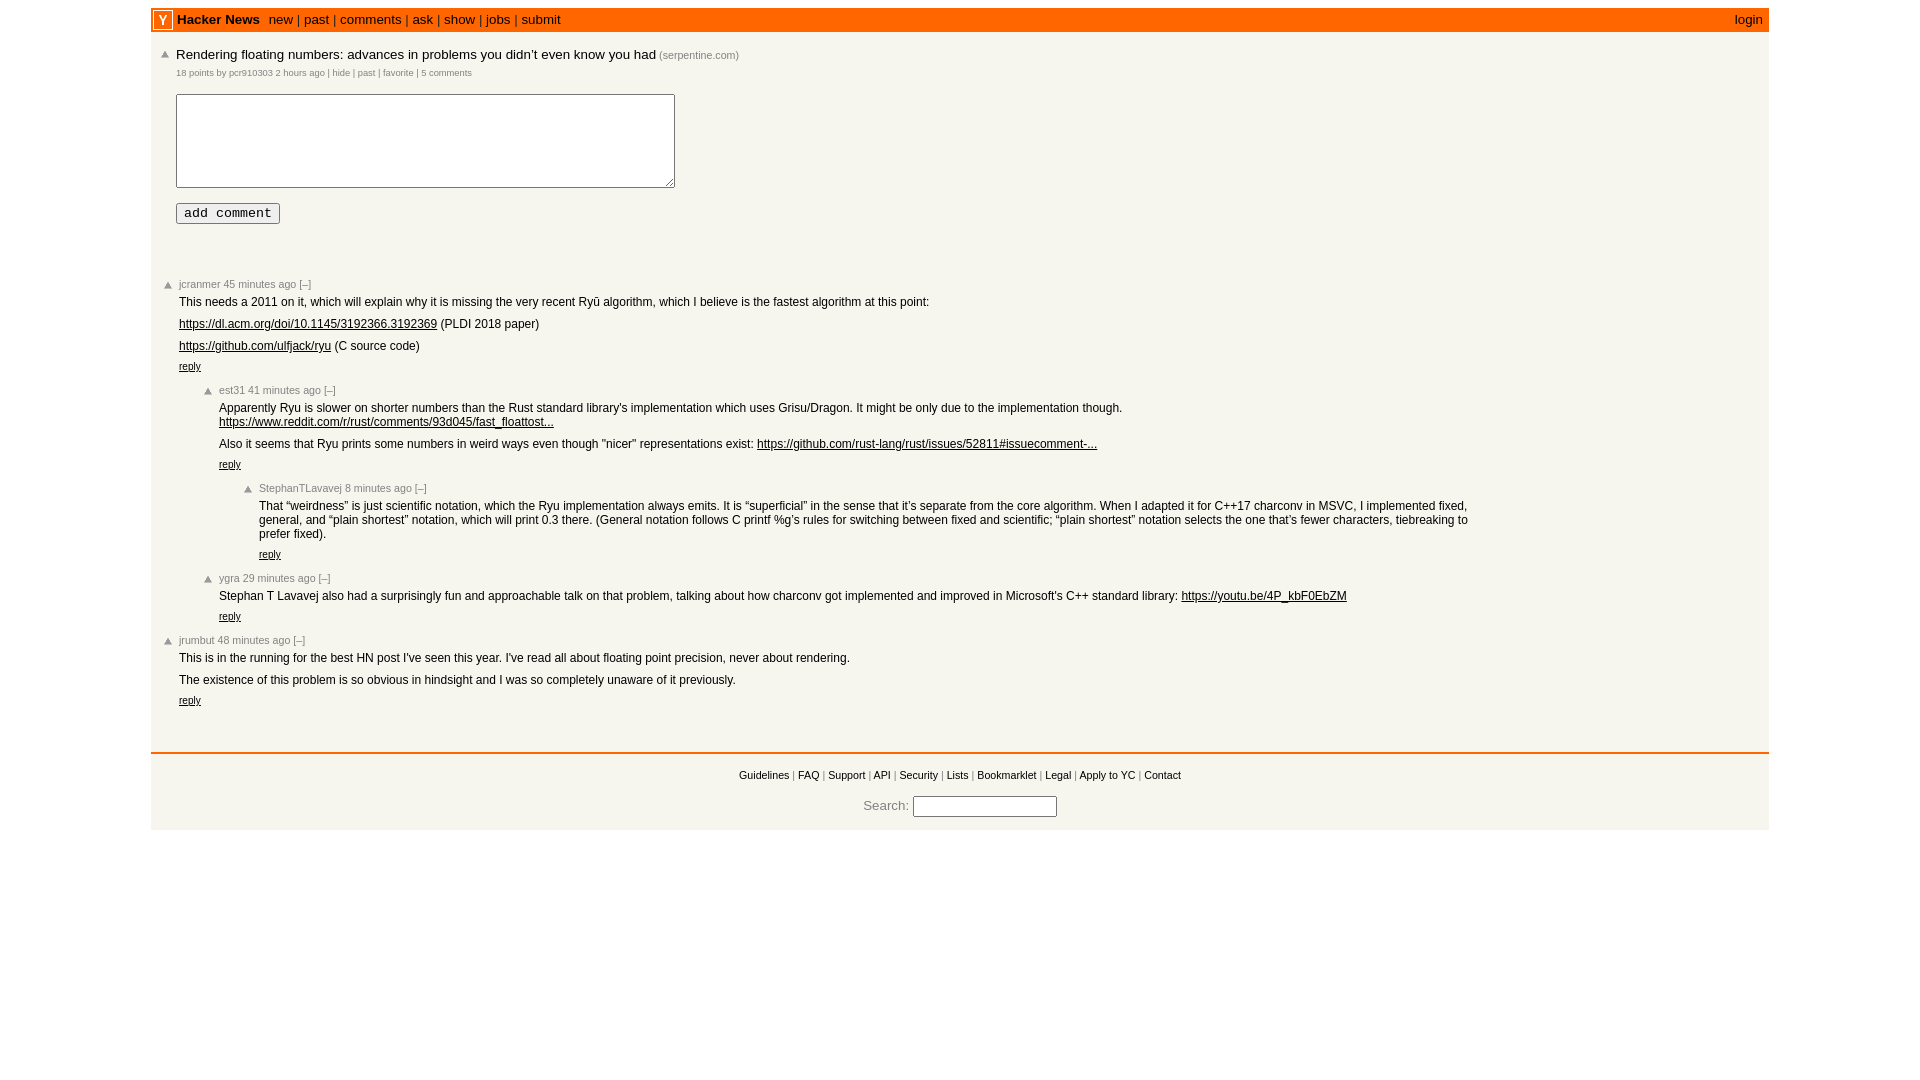 Y Hacker News new | past | comments | ask | show | jobs | submit login
Rendering floating numbers: advances in problems you didn’t even know you had (serpentine.com)
18 points by pcr910303 2 hours ago | hide | past | favorite | 5 comments
add comment
jcranmer 45 minutes ago [–]
This needs a 2011 on it, which will explain why it is missing the very recent Ryū algorithm, which I believe is the fastest algorithm at this point:
https://dl.acm.org/doi/10.1145/3192366.3192369 (PLDI 2018 paper)
https://github.com/ulfjack/ryu (C source code)
reply
est31 41 minutes ago [–]
Apparently Ryu is slower on shorter numbers than the Rust standard library's implementation which uses Grisu/Dragon. It might be only due to the implementation though.
https://www.reddit.com/r/rust/comments/93d045/fast_floattost...
Also it seems that Ryu prints some numbers in weird ways even though "nicer" representations exist: https://github.com/rust-lang/rust/issues/52811#issuecomment-...
reply
StephanTLavavej 8 minutes ago [–]
That “weirdness” is just scientific notation, which the Ryu implementation always emits. It is “superficial” in the sense that it’s separate from the core algorithm. When I adapted it for C++17 charconv in MSVC, I implemented fixed,
general, and “plain shortest” notation, which will print 0.3 there. (General notation follows C printf %g’s rules for switching between fixed and scientific; “plain shortest” notation selects the one that’s fewer characters, tiebreaking to
prefer fixed).
reply
ygra 29 minutes ago [–]
Stephan T Lavavej also had a surprisingly fun and approachable talk on that problem, talking about how charconv got implemented and improved in Microsoft's C++ standard library: https://youtu.be/4P_kbF0EbZM
reply
jrumbut 48 minutes ago [–]
This is in the running for the best HN post I've seen this year. I've read all about floating point precision, never about rendering.
The existence of this problem is so obvious in hindsight and I was so completely unaware of it previously.
reply
Guidelines | FAQ | Support | API | Security | Lists | Bookmarklet | Legal | Apply to YC | Contact
Search: